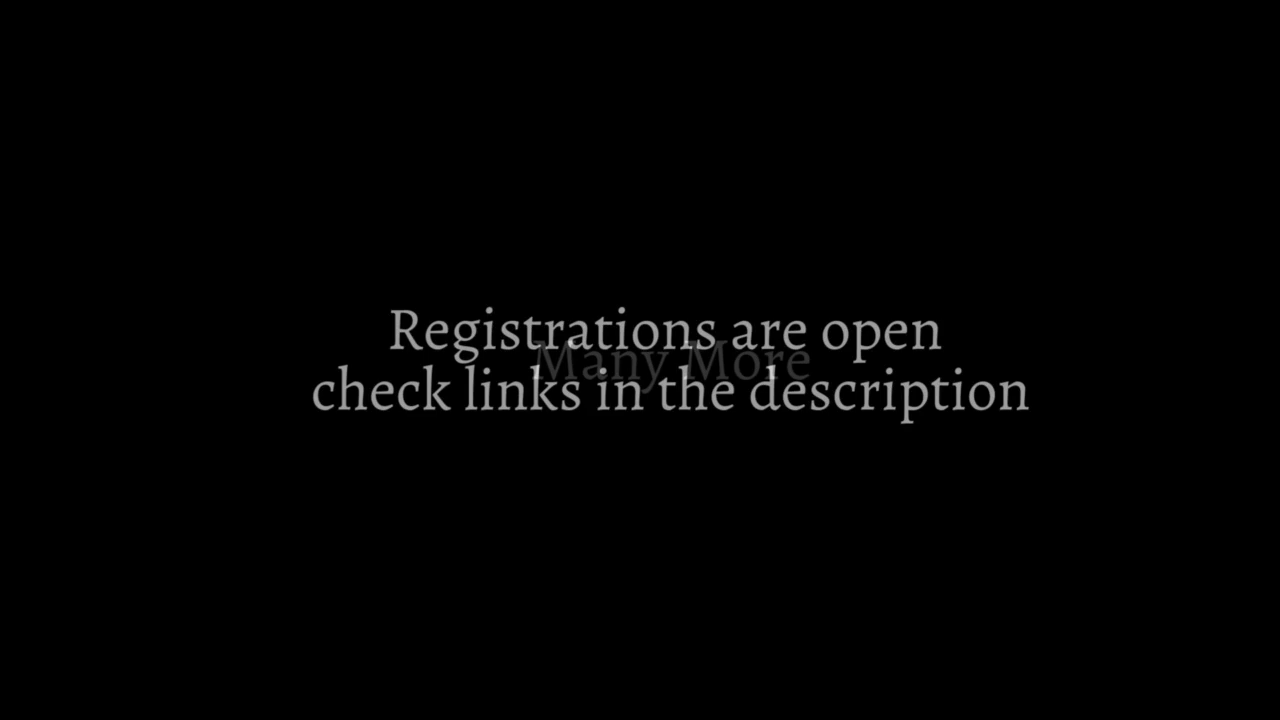 Registrations are open
Many More
check links in the description